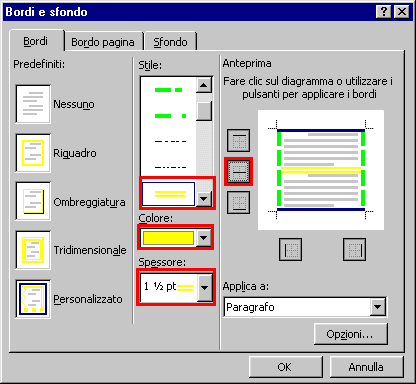 Bordi e sfondo
Bordi
Bordo pagina
Sfondo
Predefiniti:
Nessuno
Riquadro
Ombreggiatura
Tridimensionale
Personalizzato
Stile:
Colore:
Spessore:
1 ½ pt
Anteprima
Fare clic sul diagramma o utilizzare i
pulsanti per applicare i bordi
Applica a:
Paragrafo
Opzioni...
OK
Annulla